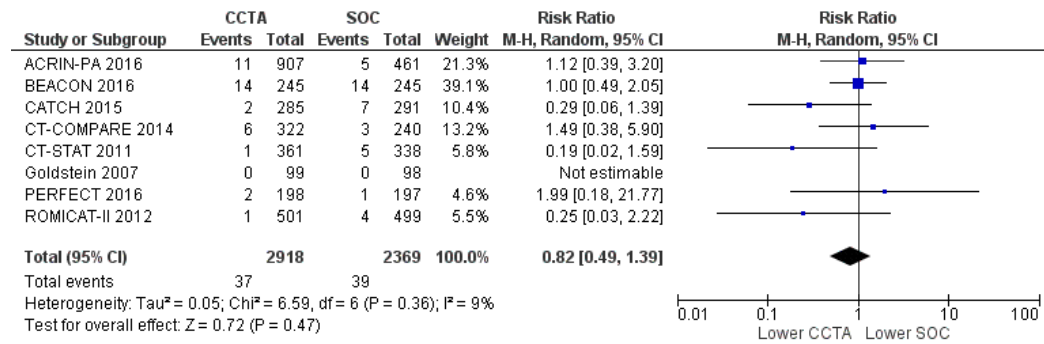 CCTA SOC Risk Ratio Risk Ratio
Study or Subgroup Events Total Events Total Weight M-H, Random, 95% CI M-H, Random, 95% CI
ACRIN-PA 2016 11 907 5 461 21.3% 1.12 [0.39, 3.20]
BEACON 2016 14 245 14 245 39.1% 1.00 [0.49, 2.05]
CATCH 2015 2 285 7 291 10.4% 0.29 [0.06, 1.39]
CT-COMPARE 2014 6 322 3 240 13.2% 1.49 [0.38, 5.90]
CT-STAT 2011 1 361 5 338 5.8% 0.19 [0.02, 1.59]
Goldstein 2007 0 99 0 98 Not estimable
PERFECT 2016 2 198 1 197 4.6% 1.99 [0.18, 21.77]
ROMICAT-II 2012 1 501 4 499 5.5% 0.25 [0.03, 2.22]
Total (95% CI) 2918 2369 100.0% 0.82 [0.49, 1.39]
Total events 37 39
Heterogeneity: Tau² = 0.05; Chi² = 6.59, df = 6 (P = 0.36); I² = 9%
Test for overall effect: Z = 0.72 (P = 0.47)
0.01 0.1 1 10 100
Lower CCTA Lower SOC